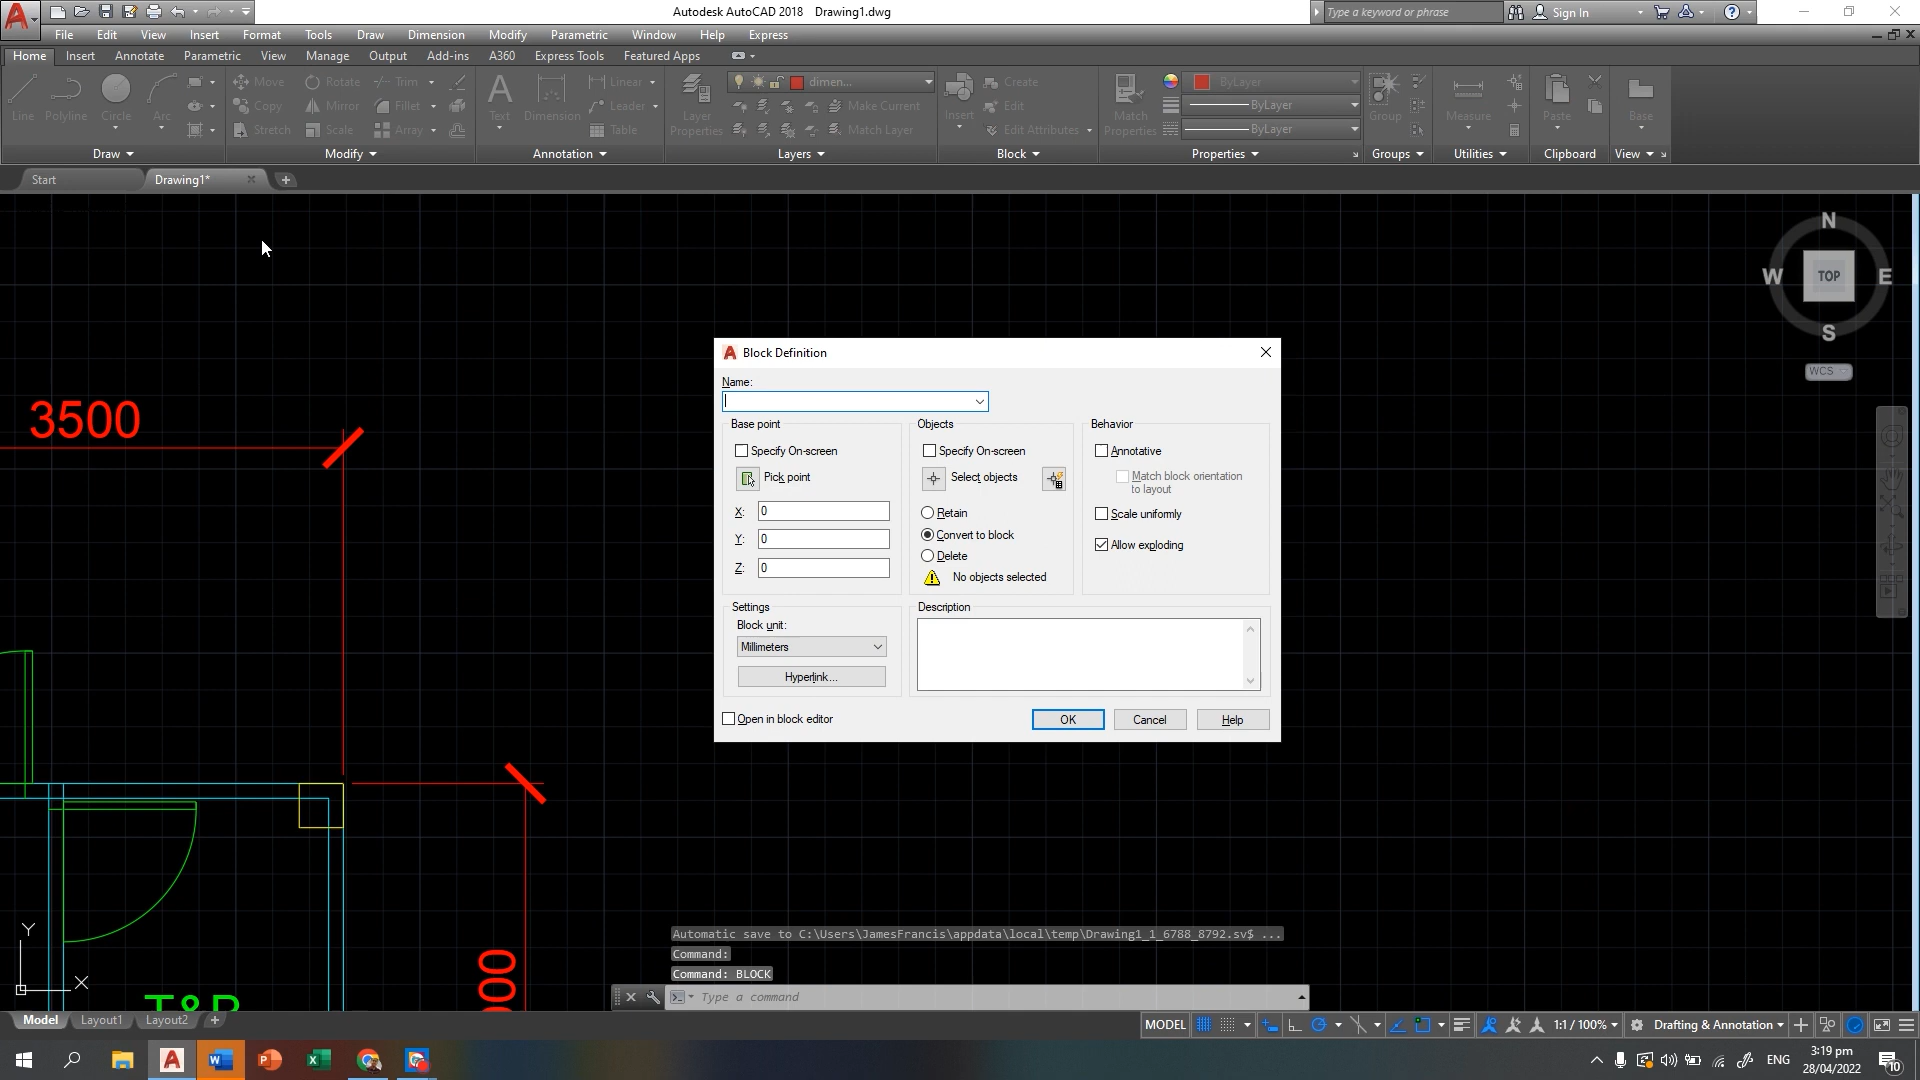 Autodesk AutoCAD 2018 Drawing1.dwg
Type a keyword or phrase
Sign In
File Edit View Insert Format Tools Draw Dimension Modify Parametric Window Help Express
Home Insert Annotate Parametric View Manage Output Add-ins A360 Express Tools Featured Apps
Line Polyline Circle Arc
Move Rotate Trim
Copy Mirror Fillet
Stretch Scale Array
Text Dimension
Linear
Leader
Table
Layer Properties
dimen...
Make Current
Match Layer
Insert
Create
Edit
Edit Attributes
Match Properties
ByLayer
ByLayer
ByLayer
Group
Measure
Paste
Base
Draw Modify Annotation Layers Block Properties Groups Utilities Clipboard View
Start Drawing1*
N
W TOP E
S
WCS
3500
Block Definition
Name:
Base point
Specify On-screen
Pick point
X: 0
Y: 0
Z: 0
Objects
Specify On-screen
Select objects
Retain
Convert to block
Delete
No objects selected
Behavior
Annotative
Match block orientation
to layout
Scale uniformly
Allow exploding
Settings
Block unit:
Millimeters
Hyperlink...
Description
Open in block editor
OK Cancel Help
Y
X
Automatic save to C:\Users\JamesFrancis\appdata\local\temp\Drawing1_1_6788_8792.sv$ ...
Command:
Command: BLOCK
Type a command
Model Layout1 Layout2
MODEL
1:1 / 100%
Drafting & Annotation
ENG
3:19 pm
28/04/2022
10